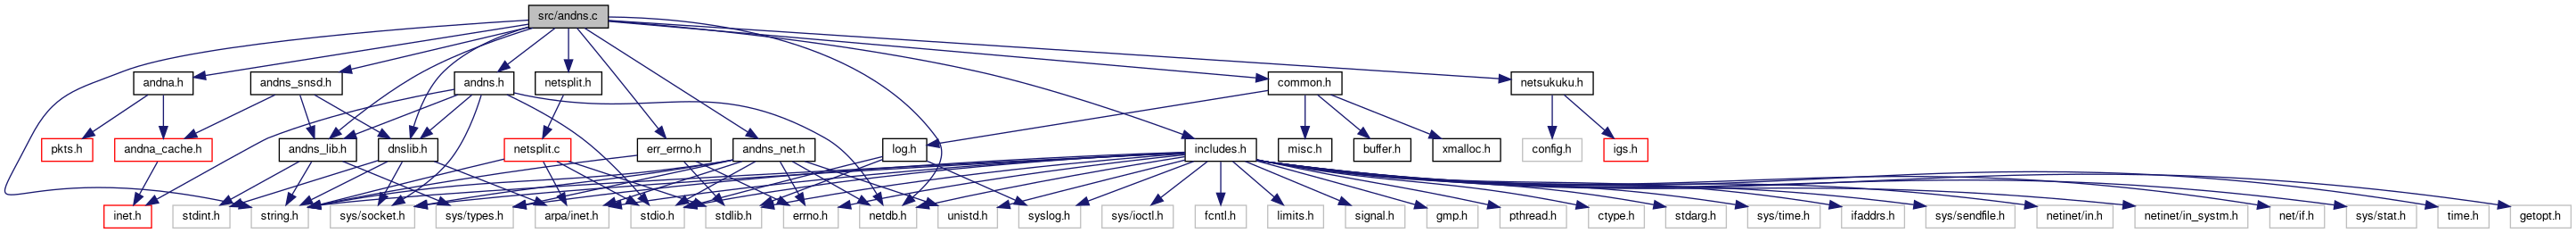 src/andns.c
andna.h
andns_snsd.h
andns.h
netsplit.h
common.h
netsukuku.h
pkts.h
andna_cache.h
andns_lib.h
dnslib.h
netsplit.c
err_errno.h
andns_net.h
log.h
includes.h
misc.h
buffer.h
xmalloc.h
config.h
igs.h
inet.h
stdint.h
string.h
sys/socket.h
sys/types.h
arpa/inet.h
stdio.h
stdlib.h
errno.h
netdb.h
unistd.h
syslog.h
sys/ioctl.h
fcntl.h
limits.h
signal.h
gmp.h
pthread.h
ctype.h
stdarg.h
sys/time.h
ifaddrs.h
sys/sendfile.h
netinet/in.h
netinet/in_systm.h
net/if.h
sys/stat.h
time.h
getopt.h